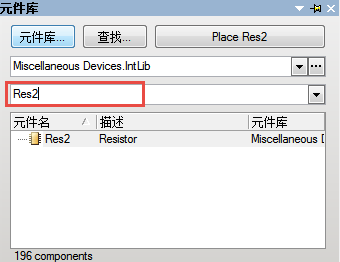 元件库
元件库... 查找... Place Res2
Miscellaneous Devices.IntLib
Res2
元件名 描述 元件库
Res2 Resistor Miscellaneous D
196 components